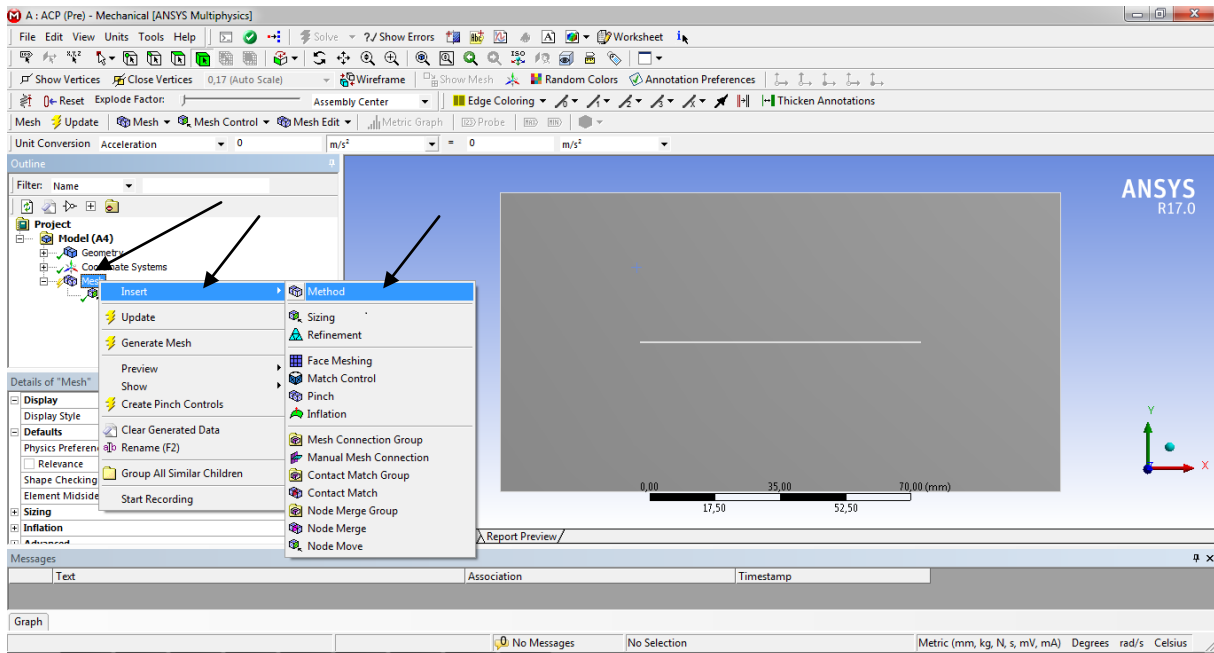 A : ACP (Pre) - Mechanical [ANSYS Multiphysics]
File Edit View Units Tools Help Solve ?✓ Show Errors Worksheet
Show Vertices Close Vertices 0,17 (Auto Scale) Wireframe Show Mesh Random Colors Annotation Preferences
Reset Explode Factor: Assembly Center Edge Coloring Thicken Annotations
Mesh Update Mesh Mesh Control Mesh Edit Metric Graph Probe
Unit Conversion Acceleration 0 m/s² = 0 m/s²
Outline
Filter: Name
Project
Model (A4)
Geometry
Coordinate Systems
Mesh
Insert
Update
Generate Mesh
Preview
Show
Create Pinch Controls
Clear Generated Data
Rename (F2)
Group All Similar Children
Start Recording
Method
Sizing
Refinement
Face Meshing
Match Control
Pinch
Inflation
Mesh Connection Group
Manual Mesh Connection
Contact Match Group
Contact Match
Node Merge Group
Node Merge
Node Move
Details of "Mesh"
Display
Display Style
Defaults
Physics Preferen
Relevance
Shape Checking
Element Midside
Sizing
Inflation
Advanced
ANSYS
R17.0
Y
X
0,00 35,00 70,00 (mm)
17,50 52,50
Report Preview
Messages
Text Association Timestamp
Graph
0 No Messages No Selection Metric (mm, kg, N, s, mV, mA) Degrees rad/s Celsius